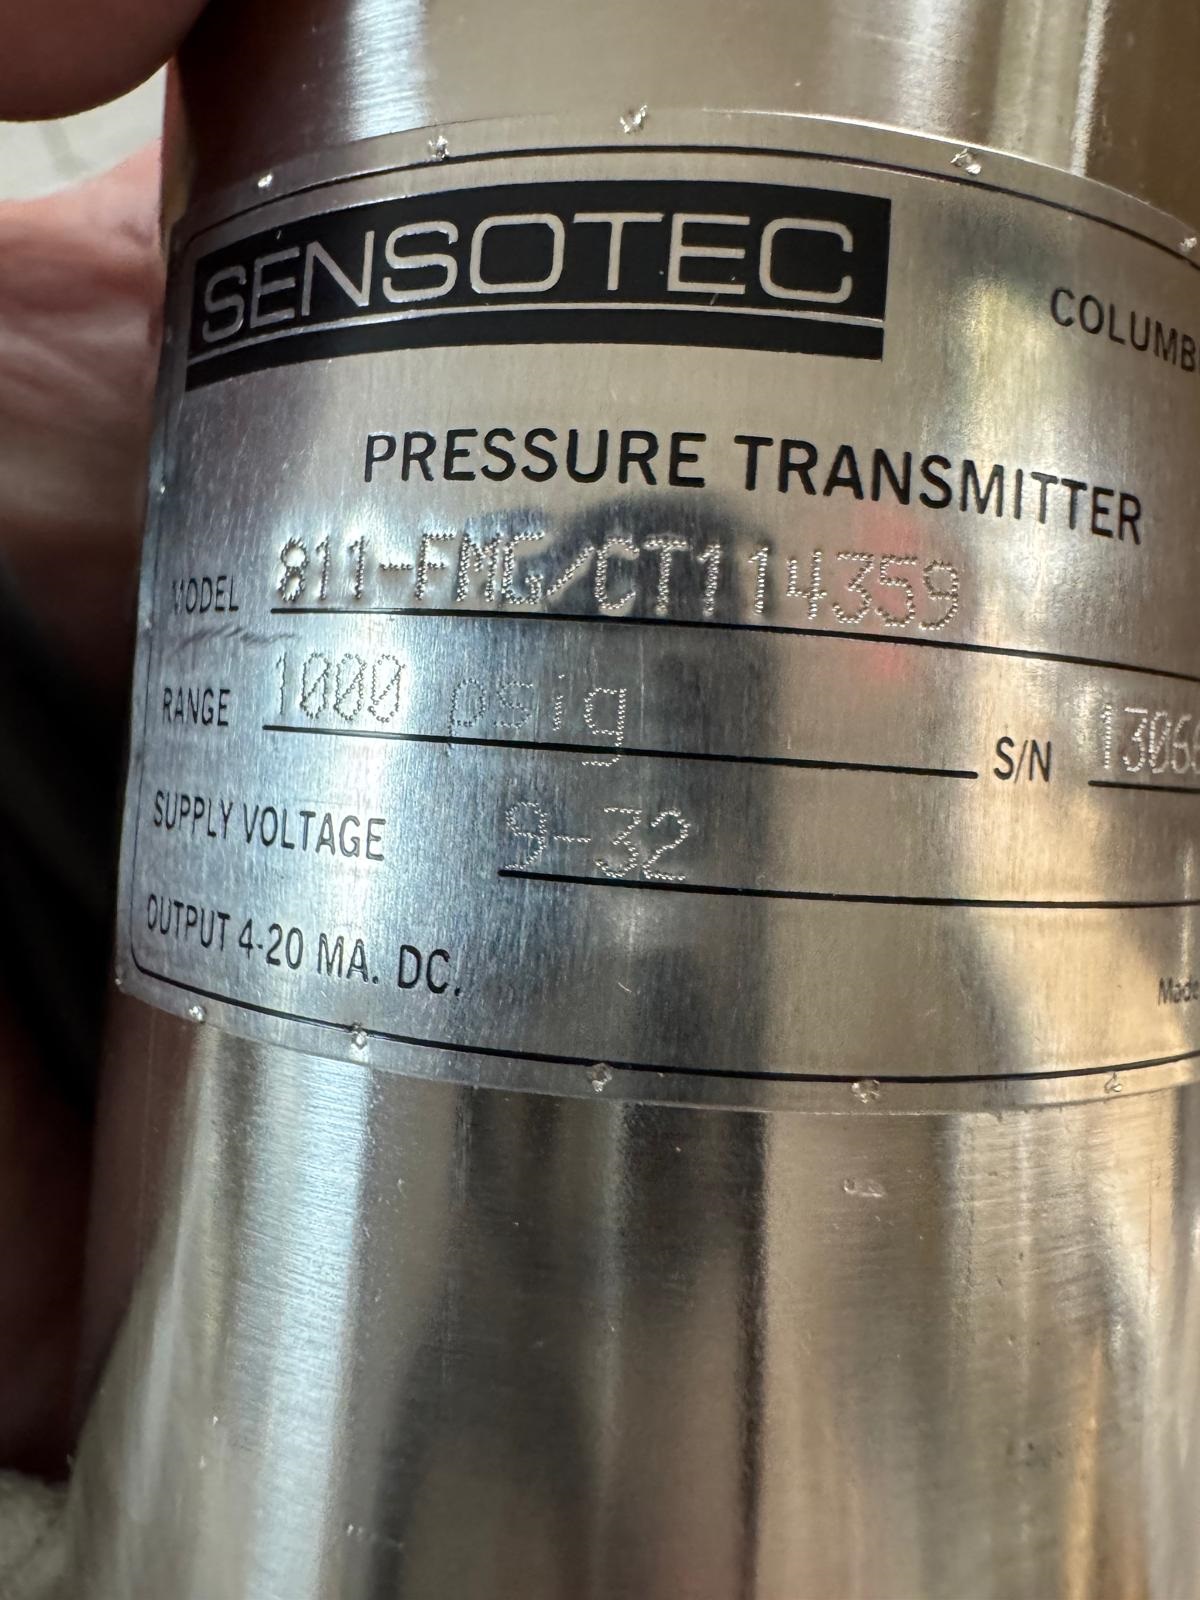 SENSOTEC
COLUMB
PRESSURE TRANSMITTER
MODEL 811-FMG/CT114359
RANGE 1000 psig S/N 1306
SUPPLY VOLTAGE 9-32
OUTPUT 4-20 MA. DC.
Made